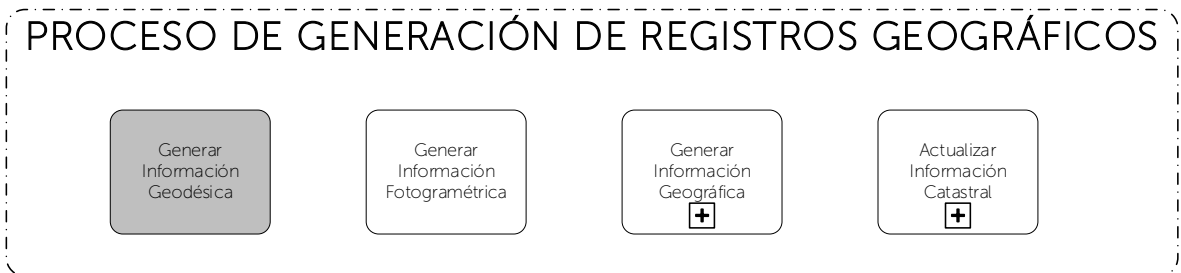 PROCESO DE GENERACIÓN DE REGISTROS GEOGRÁFICOS
Generar
Información
Geodésica
Generar
Información
Fotogramétrica
Generar
Información
Geográfica
Actualizar
Información
Catastral